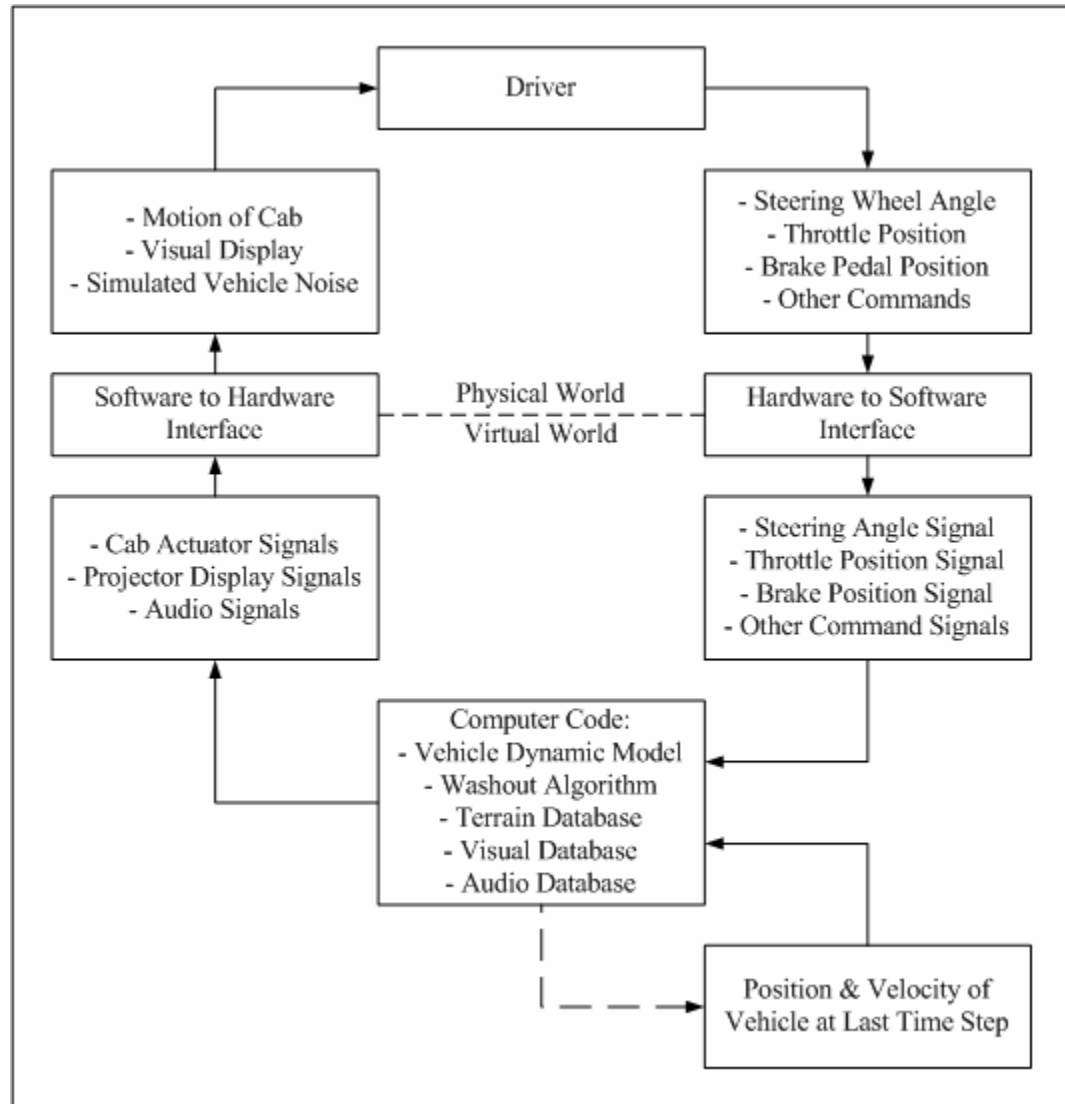 Driver
- Motion of Cab
- Visual Display
- Simulated Vehicle Noise
- Steering Wheel Angle
- Throttle Position
- Brake Pedal Position
- Other Commands
Software to Hardware
Interface
Physical World
Virtual World
Hardware to Software
Interface
- Cab Actuator Signals
- Projector Display Signals
- Audio Signals
- Steering Angle Signal
- Throttle Position Signal
- Brake Position Signal
- Other Command Signals
Computer Code:
- Vehicle Dynamic Model
- Washout Algorithm
- Terrain Database
- Visual Database
- Audio Database
Position & Velocity of
Vehicle at Last Time Step